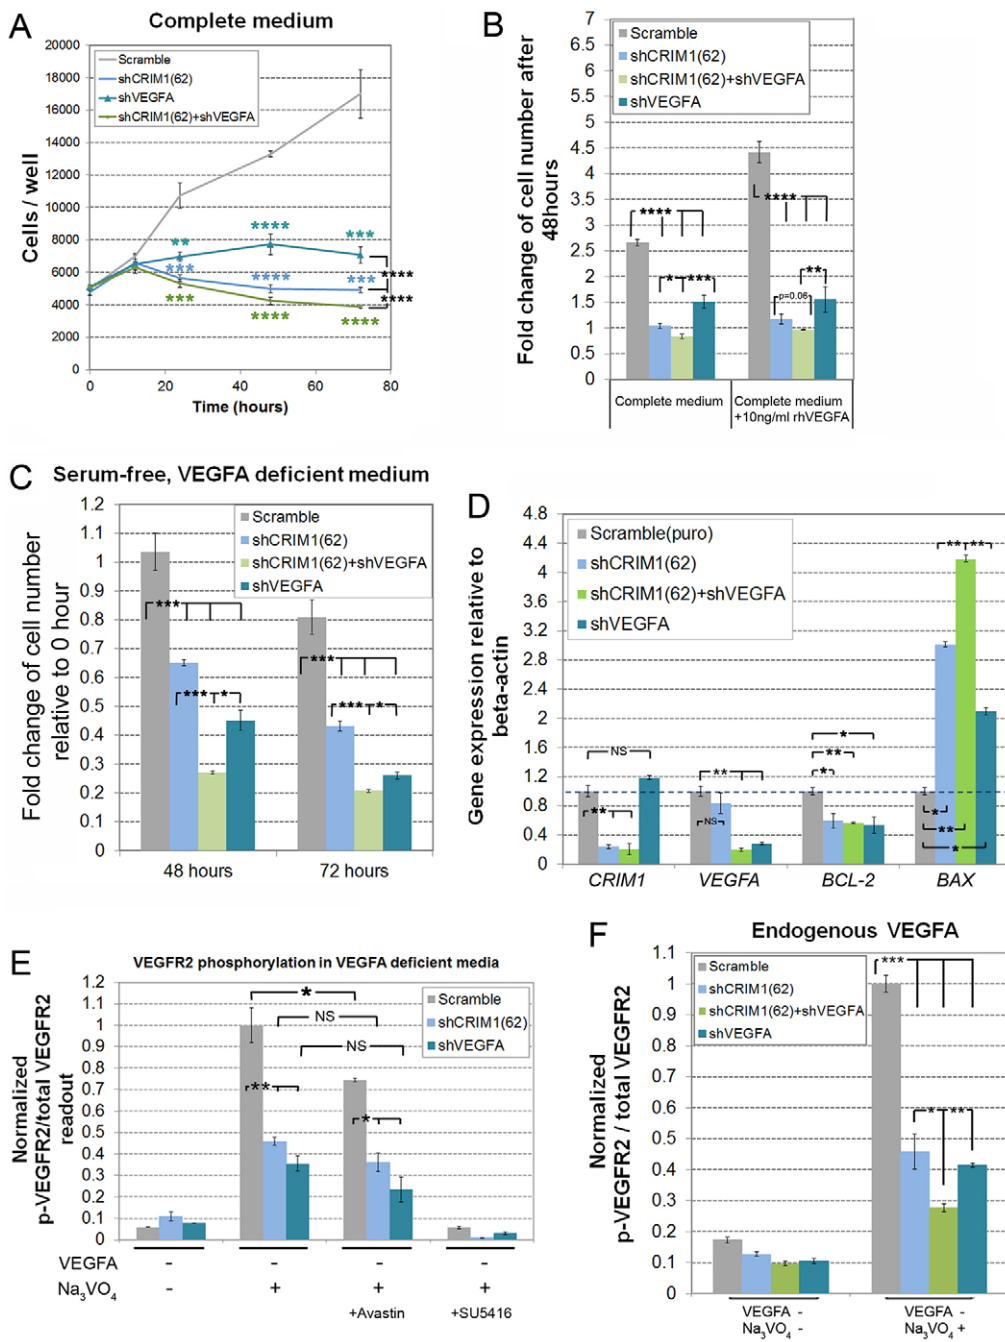 A
Complete medium
Cells / well
20000
18000
16000
14000
12000
10000
8000
6000
4000
2000
0
Scramble
shCRIM1(62)
shVEGFA
shCRIM1(62)+shVEGFA
**
****
***
***
****
***
***
****
****
****
****
0
20
40
60
80
Time (hours)
B
Fold change of cell number after
48hours
7
6.5
6
5.5
5
4.5
4
3.5
3
2.5
2
1.5
1
0.5
0
Scramble
shCRIM1(62)
shCRIM1(62)+shVEGFA
shVEGFA
****
* ***
****
**
p=0.06
Complete medium
Complete medium
+10ng/ml rhVEGFA
C
Serum-free, VEGFA deficient medium
Fold change of cell number
relative to 0 hour
1.2
1.1
1
0.9
0.8
0.7
0.6
0.5
0.4
0.3
0.2
0.1
0
Scramble
shCRIM1(62)
shCRIM1(62)+shVEGFA
shVEGFA
***
*** *
***
*** *
48 hours
72 hours
D
Gene expression relative to
beta-actin
4.8
4.4
4
3.6
3.2
2.8
2.4
2
1.6
1.2
0.8
0.4
0
Scramble(puro)
shCRIM1(62)
shCRIM1(62)+shVEGFA
shVEGFA
NS
**
**
NS
*
**
*
** **
*
**
*
CRIM1
VEGFA
BCL-2
BAX
E
VEGFR2 phosphorylation in VEGFA deficient media
Normalized
p-VEGFR2/total VEGFR2
readout
1.2
1.1
1
0.9
0.8
0.7
0.6
0.5
0.4
0.3
0.2
0.1
0
Scramble
shCRIM1(62)
shVEGFA
*
NS
NS
**
*
VEGFA - - - -
Na3VO4 - + + +
+Avastin +SU5416
F
Endogenous VEGFA
Normalized
p-VEGFR2 / total VEGFR2
1.1
1
0.9
0.8
0.7
0.6
0.5
0.4
0.3
0.2
0.1
0
Scramble
shCRIM1(62)
shCRIM1(62)+shVEGFA
shVEGFA
***
* **
VEGFA -
Na3VO4 -
VEGFA -
Na3VO4 +